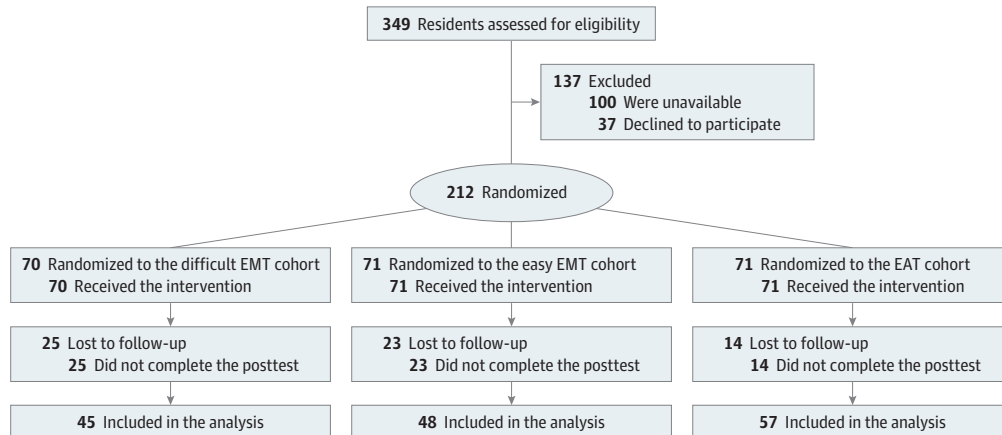 349 Residents assessed for eligibility
137 Excluded
100 Were unavailable
37 Declined to participate
212 Randomized
70 Randomized to the difficult EMT cohort
70 Received the intervention
71 Randomized to the easy EMT cohort
71 Received the intervention
71 Randomized to the EAT cohort
71 Received the intervention
25 Lost to follow-up
25 Did not complete the posttest
23 Lost to follow-up
23 Did not complete the posttest
14 Lost to follow-up
14 Did not complete the posttest
45 Included in the analysis
48 Included in the analysis
57 Included in the analysis